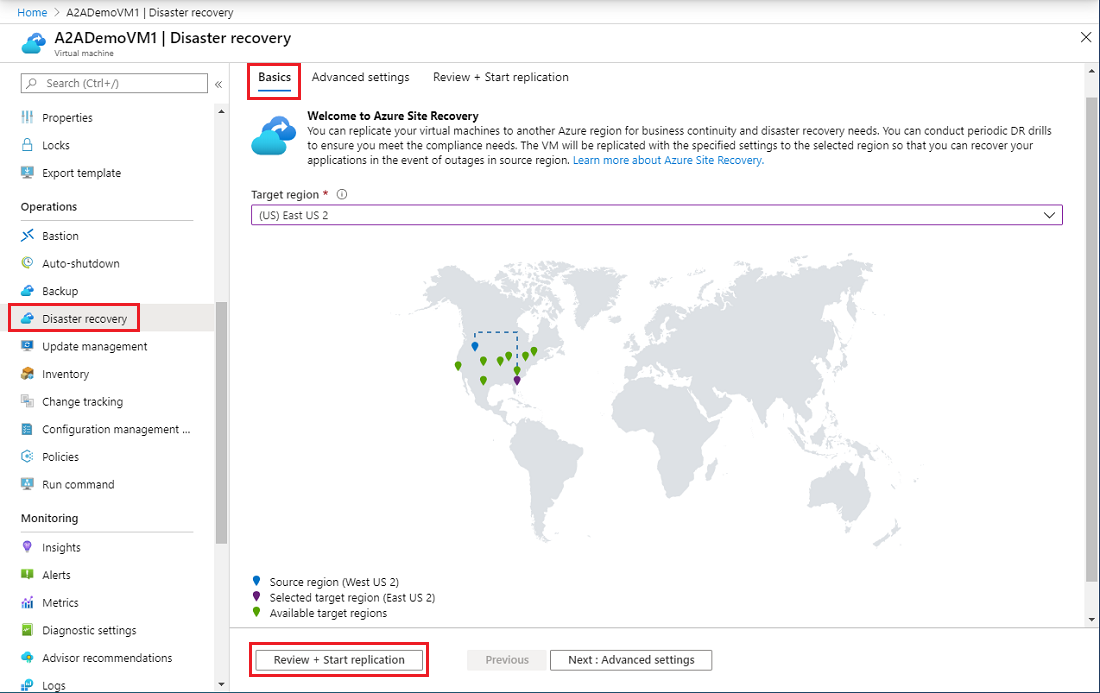 Home > A2ADemoVM1 | Disaster recovery
A2ADemoVM1 | Disaster recovery
Virtual machine
Search (Ctrl+/)
«
Properties
Locks
Export template
Operations
Bastion
Auto-shutdown
Backup
Disaster recovery
Update management
Inventory
Change tracking
Configuration management ...
Policies
Run command
Monitoring
Insights
Alerts
Metrics
Diagnostic settings
Advisor recommendations
Logs
Basics Advanced settings Review + Start replication
Welcome to Azure Site Recovery
You can replicate your virtual machines to another Azure region for business continuity and disaster recovery needs. You can conduct periodic DR drills
to ensure you meet the compliance needs. The VM will be replicated with the specified settings to the selected region so that you can recover your
applications in the event of outages in source region. Learn more about Azure Site Recovery.
Target region *
(US) East US 2
Source region (West US 2)
Selected target region (East US 2)
Available target regions
Review + Start replication Previous Next : Advanced settings